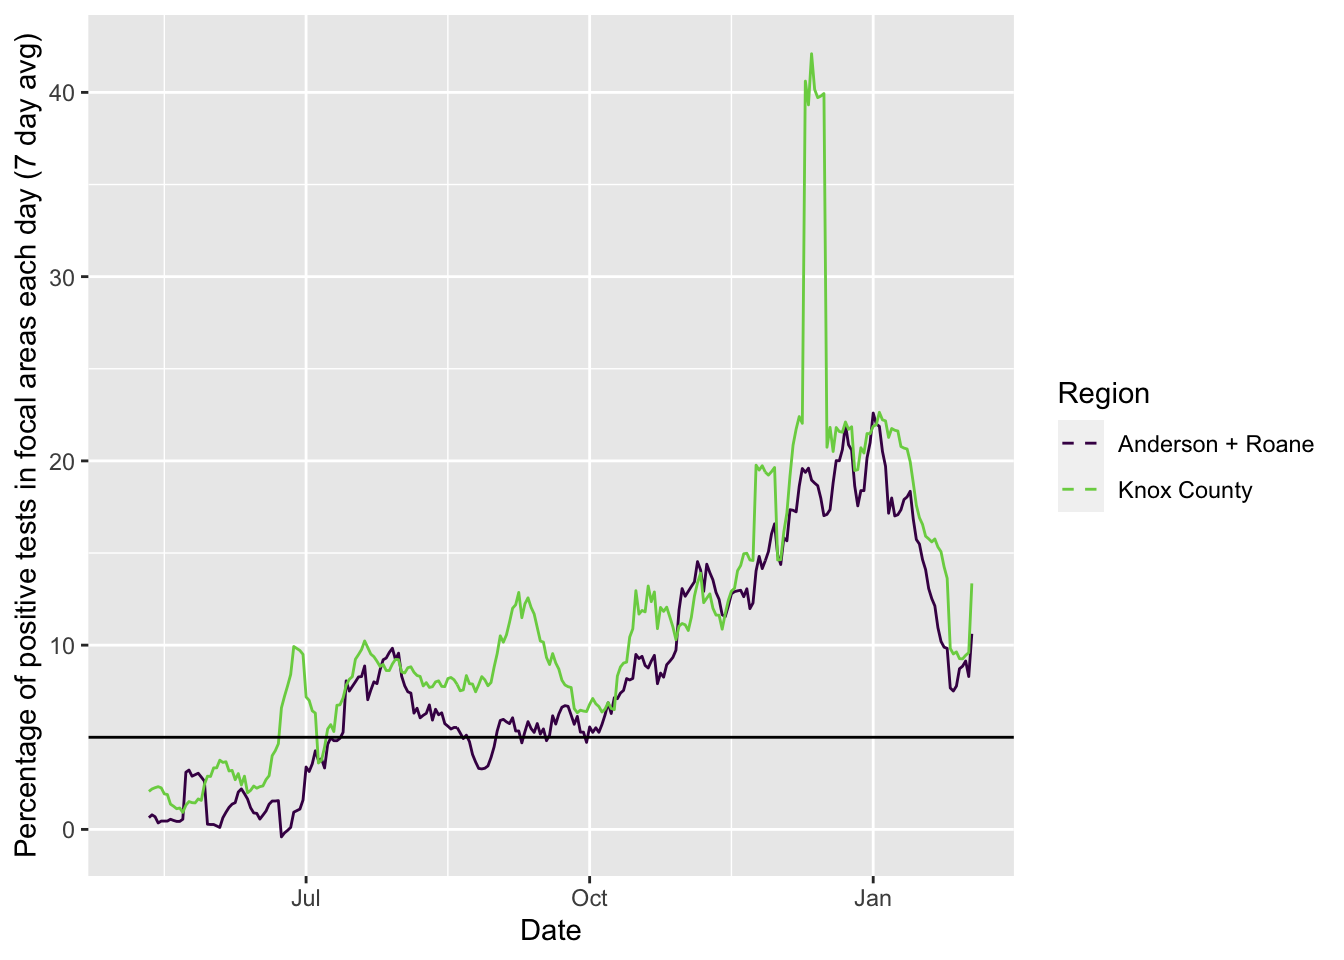 Percentage of positive tests in focal areas each day (7 day avg)
40
30
20
10
0
Jul
Oct
Jan
Date
Region
Anderson + Roane
Knox County